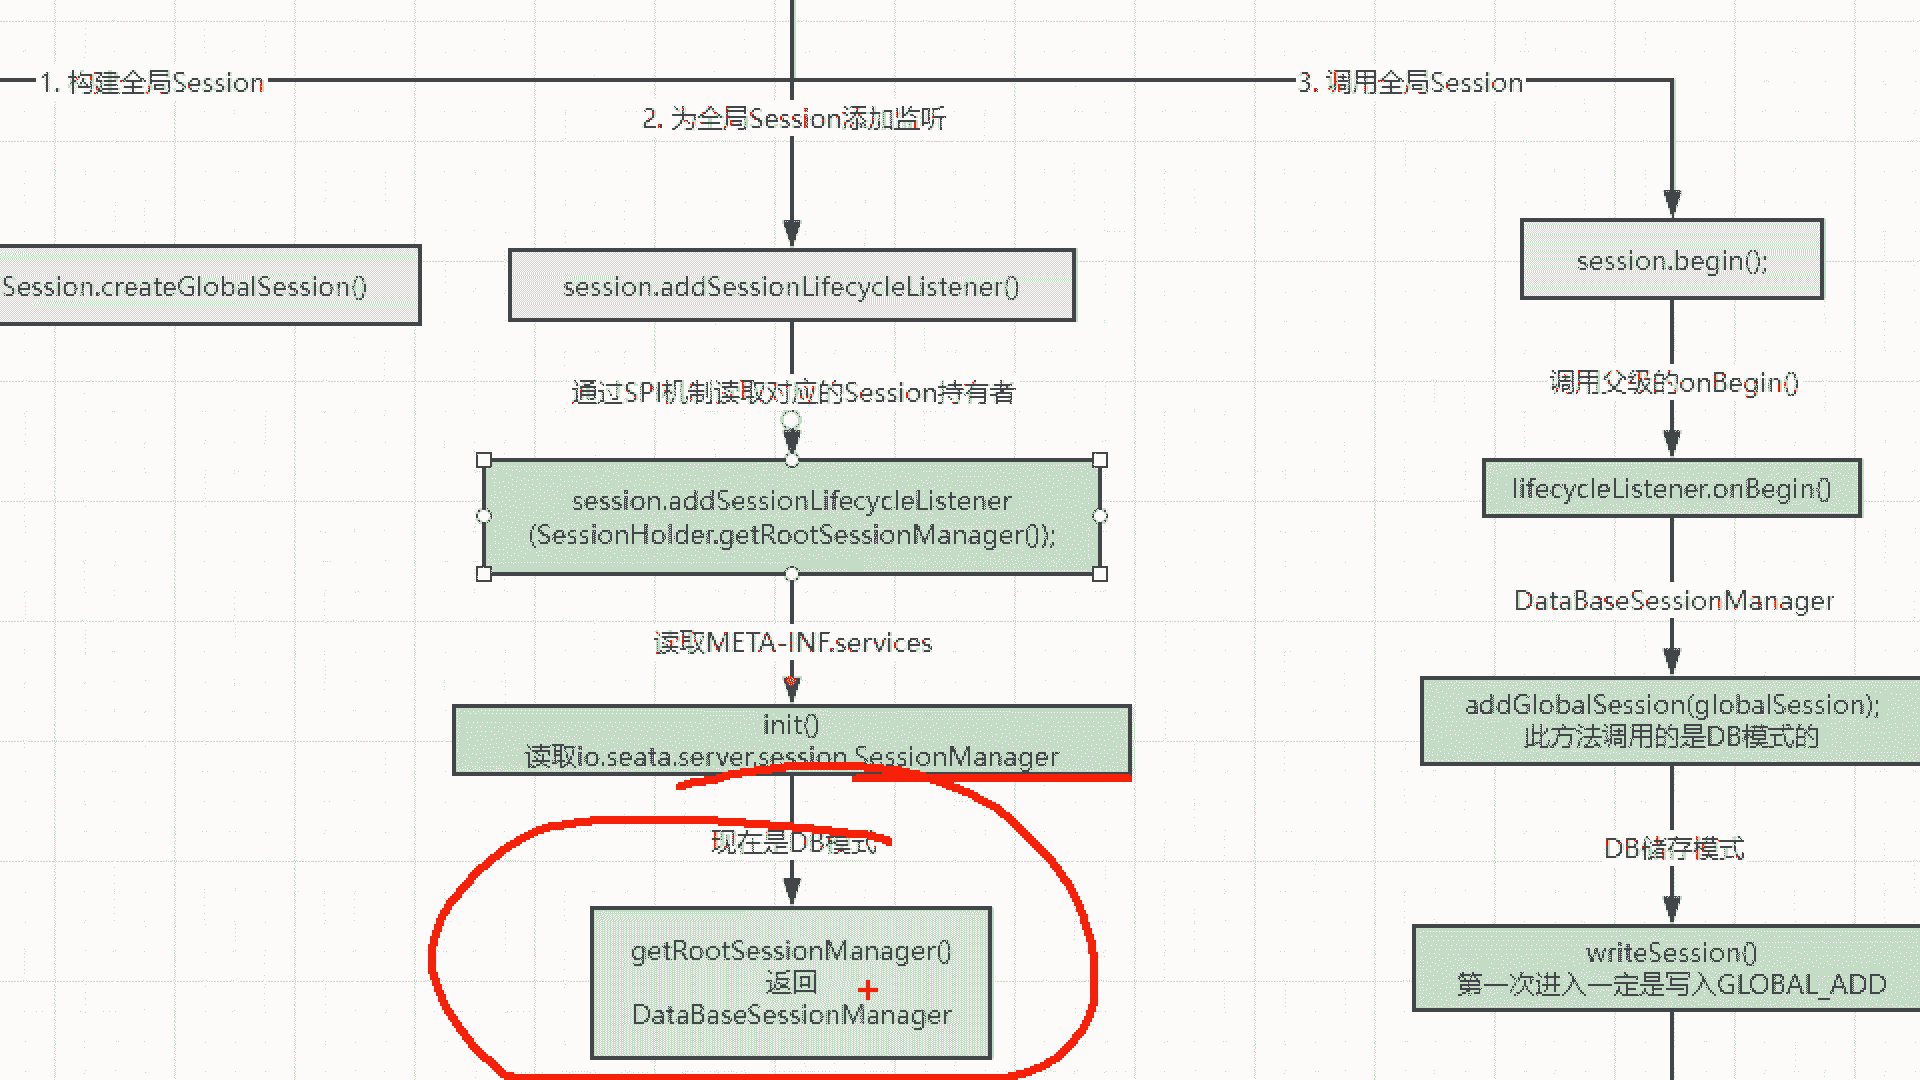 1. 构建全局Session
2. 为全局Session添加监听
3. 调用全局Session
Session.createGlobalSession()
session.addSessionLifecycleListener()
通过SPI机制读取对应的Session持有者
session.addSessionLifecycleListener
(SessionHolder.getRootSessionManager());
读取META-INF.services
init()
读取io.seata.server.session.SessionManager
现在是DB模式
getRootSessionManager()
返回
DataBaseSessionManager
session.begin();
调用父级的onBegin()
lifecycleListener.onBegin()
DataBaseSessionManager
addGlobalSession(globalSession);
此方法调用的是DB模式的
DB储存模式
writeSession()
第一次进入一定是写入GLOBAL_ADD